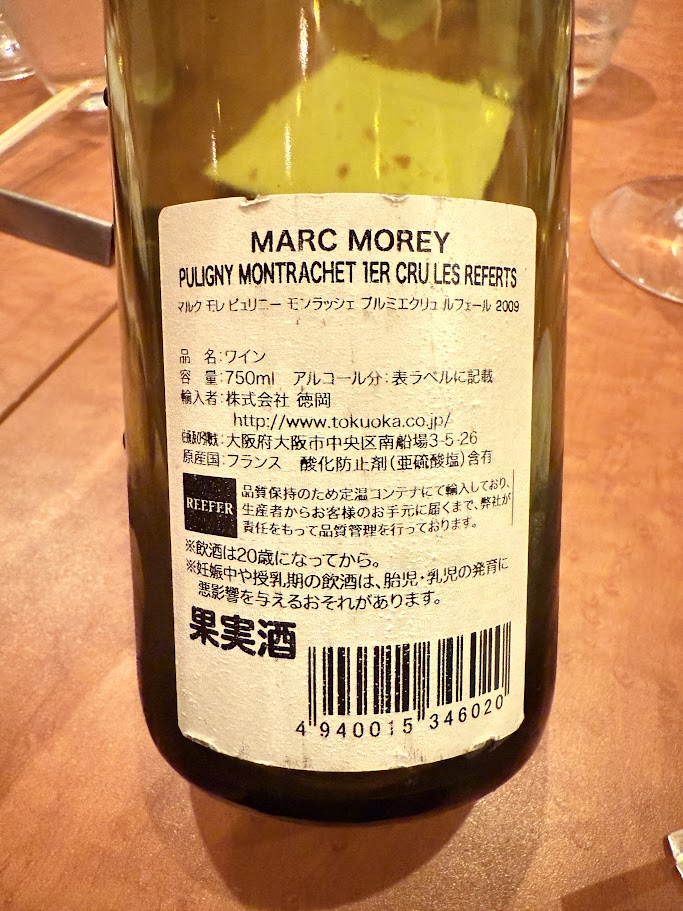 MARC MOREY
PULIGNY MONTRACHET 1ER CRU LES REFERTS
マルク モレ ピュリニー モンラッシェ プルミエクリュ ルフェール 2009
品 名:ワイン
容 量:750ml アルコール分:表ラベルに記載
輸入者:株式会社 徳岡
http://www.tokuoka.co.jp/
大阪府大阪市中央区南船場3-5-26
原産国:フランス 酸化防止剤(亜硫酸塩)含有
REEFER
品質保持のため定温コンテナにて輸入しており、
生産者からお客様のお手元に届くまで、弊社が
責任をもって品質管理を行っております。
※飲酒は20歳になってから。
※妊娠中や授乳期の飲酒は、胎児・乳児の発育に
悪影響を与えるおそれがあります。
果実酒
4 940015 346020